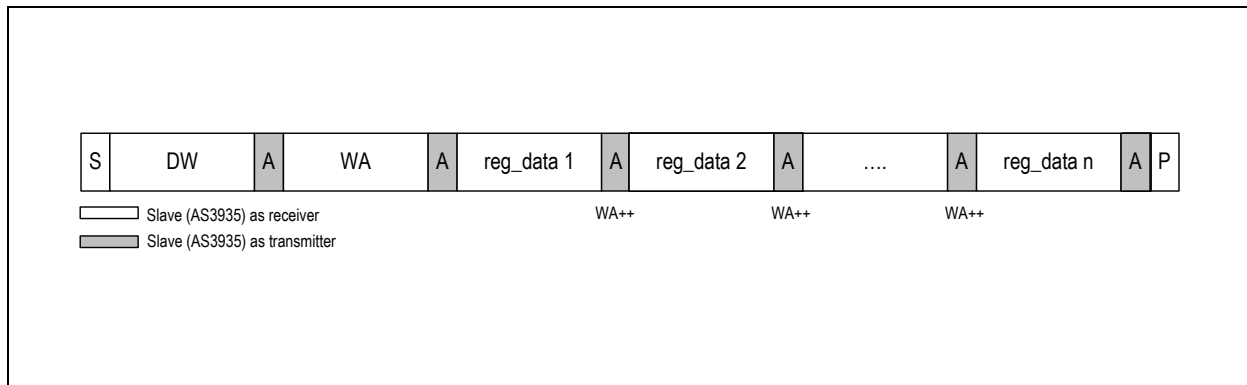 S DW A WA A reg_data 1 A reg_data 2 A .... A reg_data n A P
WA++ WA++ WA++
Slave (AS3935) as receiver
Slave (AS3935) as transmitter